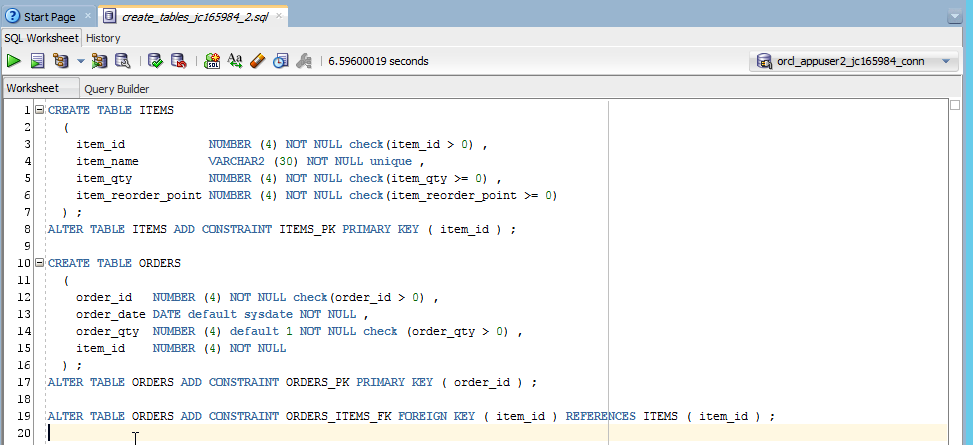 Start Page create_tables_jc165984_2.sql
SQL Worksheet History
6.59600019 seconds orcl_appuser2_jc165984_conn
Worksheet Query Builder
1 CREATE TABLE ITEMS
2 (
3 item_id NUMBER (4) NOT NULL check(item_id > 0) ,
4 item_name VARCHAR2 (30) NOT NULL unique ,
5 item_qty NUMBER (4) NOT NULL check(item_qty >= 0) ,
6 item_reorder_point NUMBER (4) NOT NULL check(item_reorder_point >= 0)
7 ) ;
8 ALTER TABLE ITEMS ADD CONSTRAINT ITEMS_PK PRIMARY KEY ( item_id ) ;
9
10 CREATE TABLE ORDERS
11 (
12 order_id NUMBER (4) NOT NULL check(order_id > 0) ,
13 order_date DATE default sysdate NOT NULL ,
14 order_qty NUMBER (4) default 1 NOT NULL check (order_qty > 0) ,
15 item_id NUMBER (4) NOT NULL
16 ) ;
17 ALTER TABLE ORDERS ADD CONSTRAINT ORDERS_PK PRIMARY KEY ( order_id ) ;
18
19 ALTER TABLE ORDERS ADD CONSTRAINT ORDERS_ITEMS_FK FOREIGN KEY ( item_id ) REFERENCES ITEMS ( item_id ) ;
20